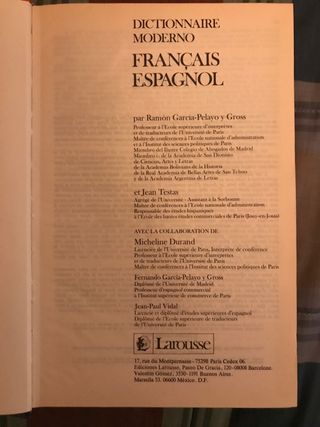 DICTIONNAIRE
MODERNO
FRANÇAIS
ESPAGNOL
par Ramón García-Pelayo y Gross
Professeur à l'École supérieure d'interprètes
et de traducteurs de l'Université de Paris
Maître de conférences à l'École nationale d'administration
et à l'Institut des sciences politiques de Paris
Membre del Ilustre Colegio de Abogados de Madrid
Miembro c. de la Academia de San Dionisio
de Ciencias, Artes y Letras
de la Academia Boliviana de la Historia
de la Real Academia de Bellas Artes de San Telmo
y de la Academia Argentina de Letras
et Jean Testas
Agrégé de l'Université - Assistant à la Sorbonne
Maître de conférences à l'École nationale d'administration.
Responsable des études hispaniques
à l'École des hautes études commerciales de Paris (Jouy-en-Josas)
AVEC LA COLLABORATION DE
Micheline Durand
Licenciée de l'Université de Paris, Interprète de conférence
Professeur à l'École supérieure d'interprètes
et de traducteurs de l'Université de Paris
Maître de conférences à l'Institut des sciences politiques de Paris
Fernando García-Pelayo y Gross
Diplômé de l'Université de Madrid
Professeur d'espagnol commercial
à l'Institut supérieur de commerce de Paris
Jean-Paul Vidal
Licencié et diplômé d'études supérieures d'espagnol
Diplômé de l'École supérieure de traducteurs
de l'Université de Paris
Larousse
17, rue du Montparnasse - 75298 Paris Cedex 06.
Ediciones Larousse, Paseo De Gracia, 120 - 08008 Barcelone.
Valentín Gómez, 3530 - 1191 Buenos Aires.
Marsella 53. 06600 México. D.F.